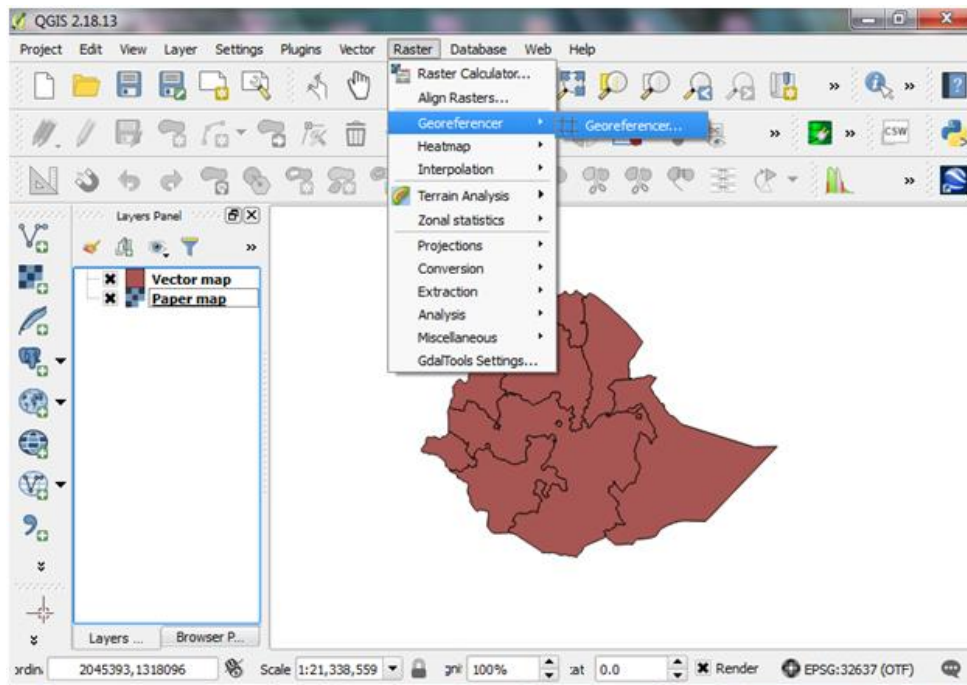 QGIS 2.18.13
Project Edit View Layer Settings Plugins Vector Raster Database Web Help
Raster Calculator...
Align Rasters...
Georeferencer
Georeferencer...
Heatmap
Interpolation
Terrain Analysis
Zonal statistics
Projections
Conversion
Extraction
Analysis
Miscellaneous
GdalTools Settings...
» » ?
» » CSW
»
Layers Panel
»
Vector map
Paper map
Layers ... Browser P...
ordin 2045393,1318096 Scale 1:21,338,559 gni 100% :at 0.0 Render EPSG:32637 (OTF)